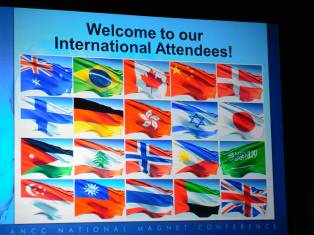 Welcome to our
International Attendees!
ANCC NATIONAL MAGNET CONFERENCE